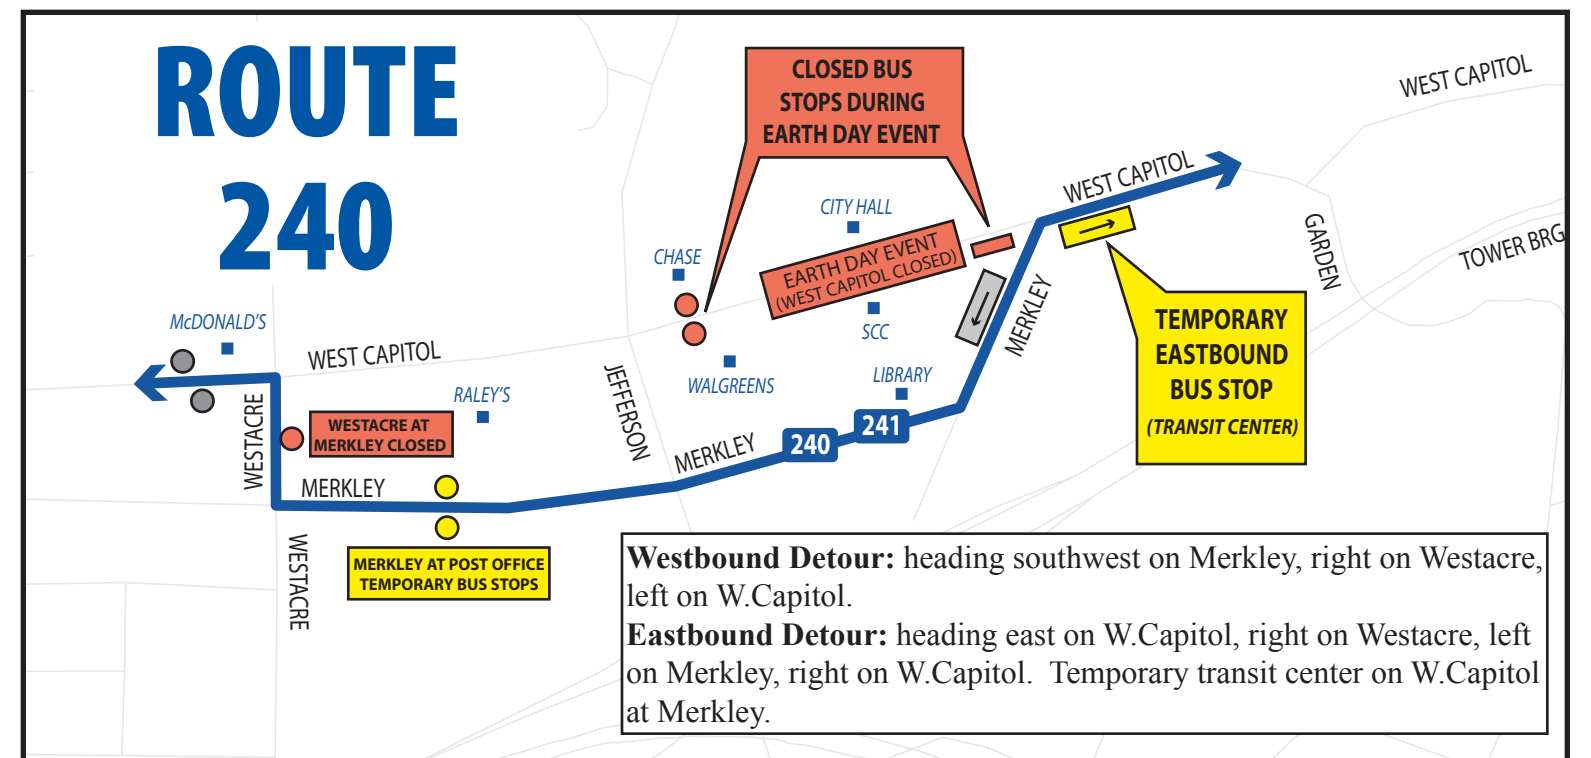 ROUTE
240
CLOSED BUS
STOPS DURING
EARTH DAY EVENT
WEST CAPITOL
WEST CAPITOL
CITY HALL
GARDEN
TOWER BRG
CHASE
EARTH DAY EVENT
(WEST CAPITOL CLOSED)
MERKLEY
TEMPORARY
EASTBOUND
BUS STOP
(TRANSIT CENTER)
McDONALD'S
SCC
WEST CAPITOL
JEFFERSON
WALGREENS
LIBRARY
RALEY'S
WESTACRE
WESTACRE AT
MERKLEY CLOSED
240
241
MERKLEY
MERKLEY
WESTACRE
MERKLEY AT POST OFFICE
TEMPORARY BUS STOPS
Westbound Detour: heading southwest on Merkley, right on Westacre,
left on W.Capitol.
Eastbound Detour: heading east on W.Capitol, right on Westacre, left
on Merkley, right on W.Capitol.  Temporary transit center on W.Capitol
at Merkley.